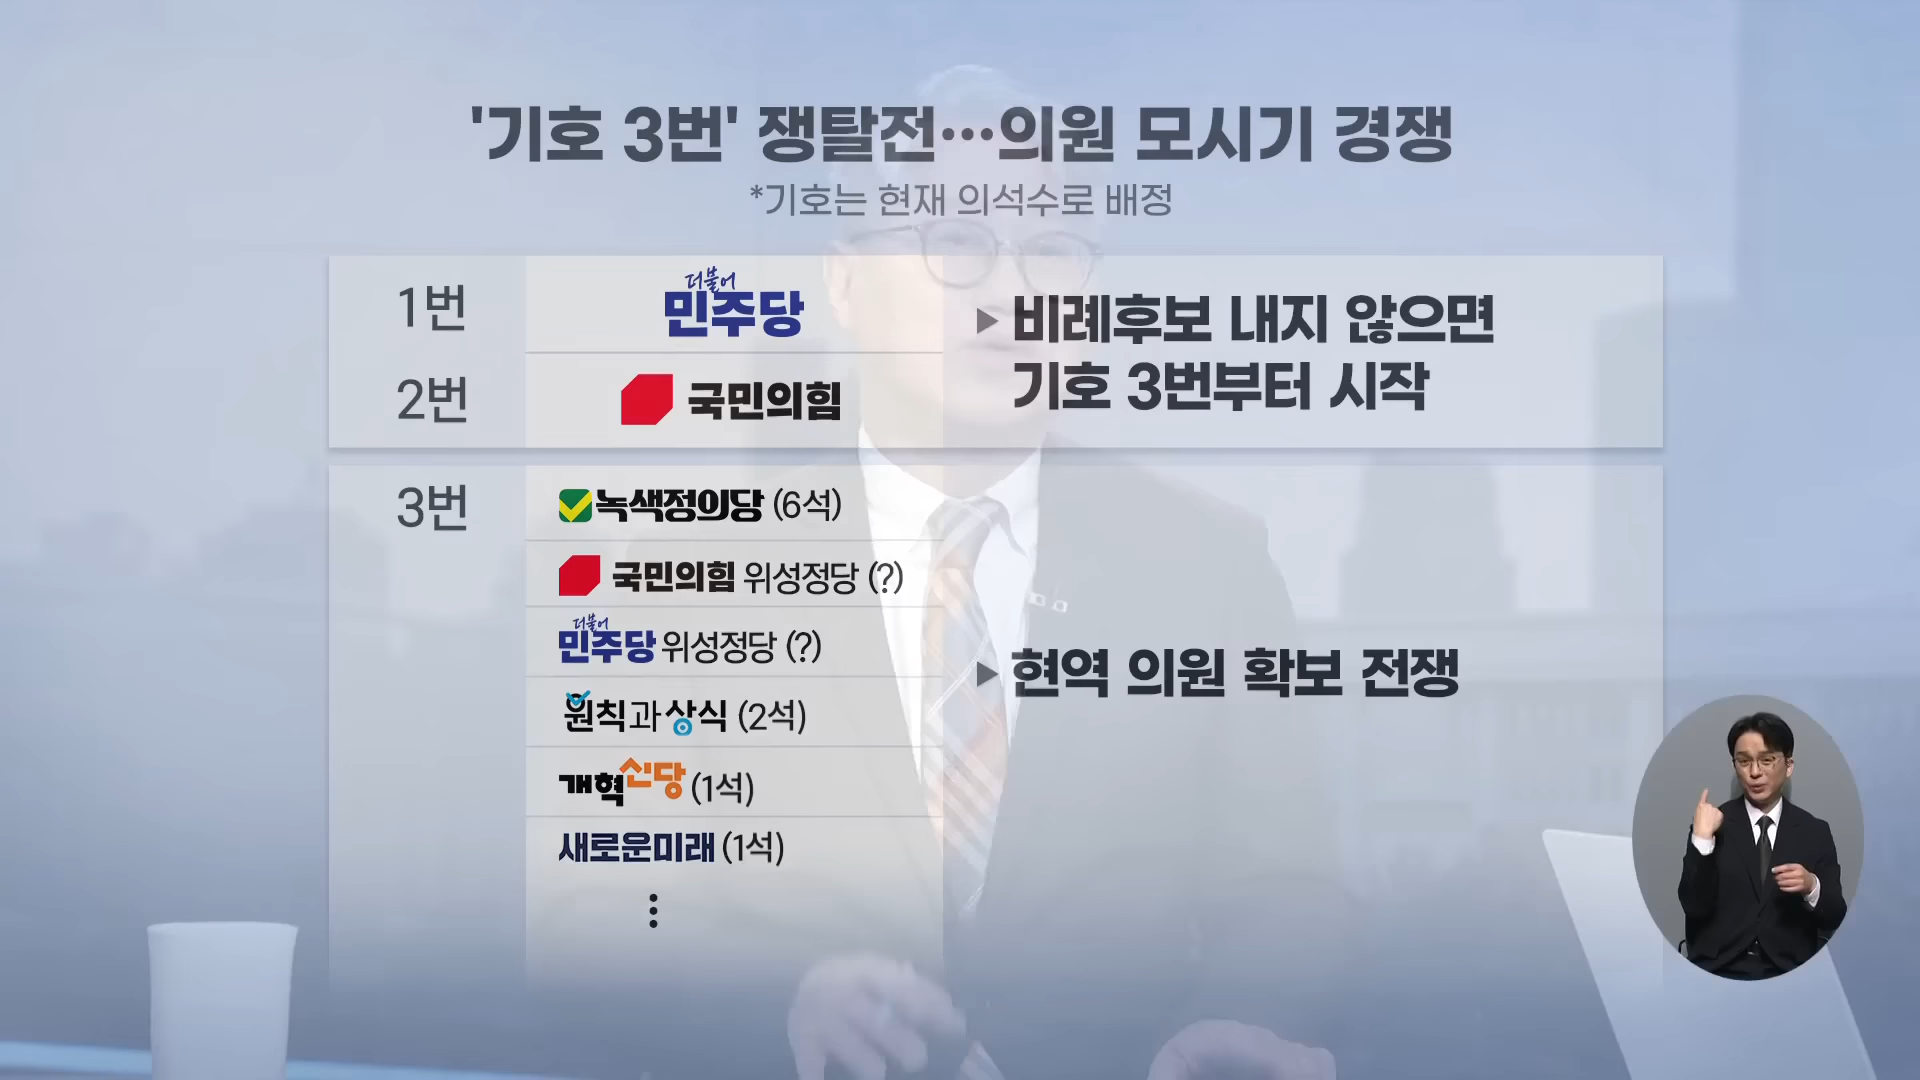 '기호 3번' 쟁탈전…의원 모시기 경쟁
*기호는 현재 의석수로 배정
1번
더불어
민주당
2번
국민의힘
▶비례후보 내지 않으면
기호 3번부터 시작
3번
녹색정의당 (6석)
국민의힘 위성정당 (?)
더불어
민주당 위성정당 (?)
원칙과상식 (2석)
개혁신당 (1석)
새로운미래 (1석)
⋮
▶현역 의원 확보 전쟁